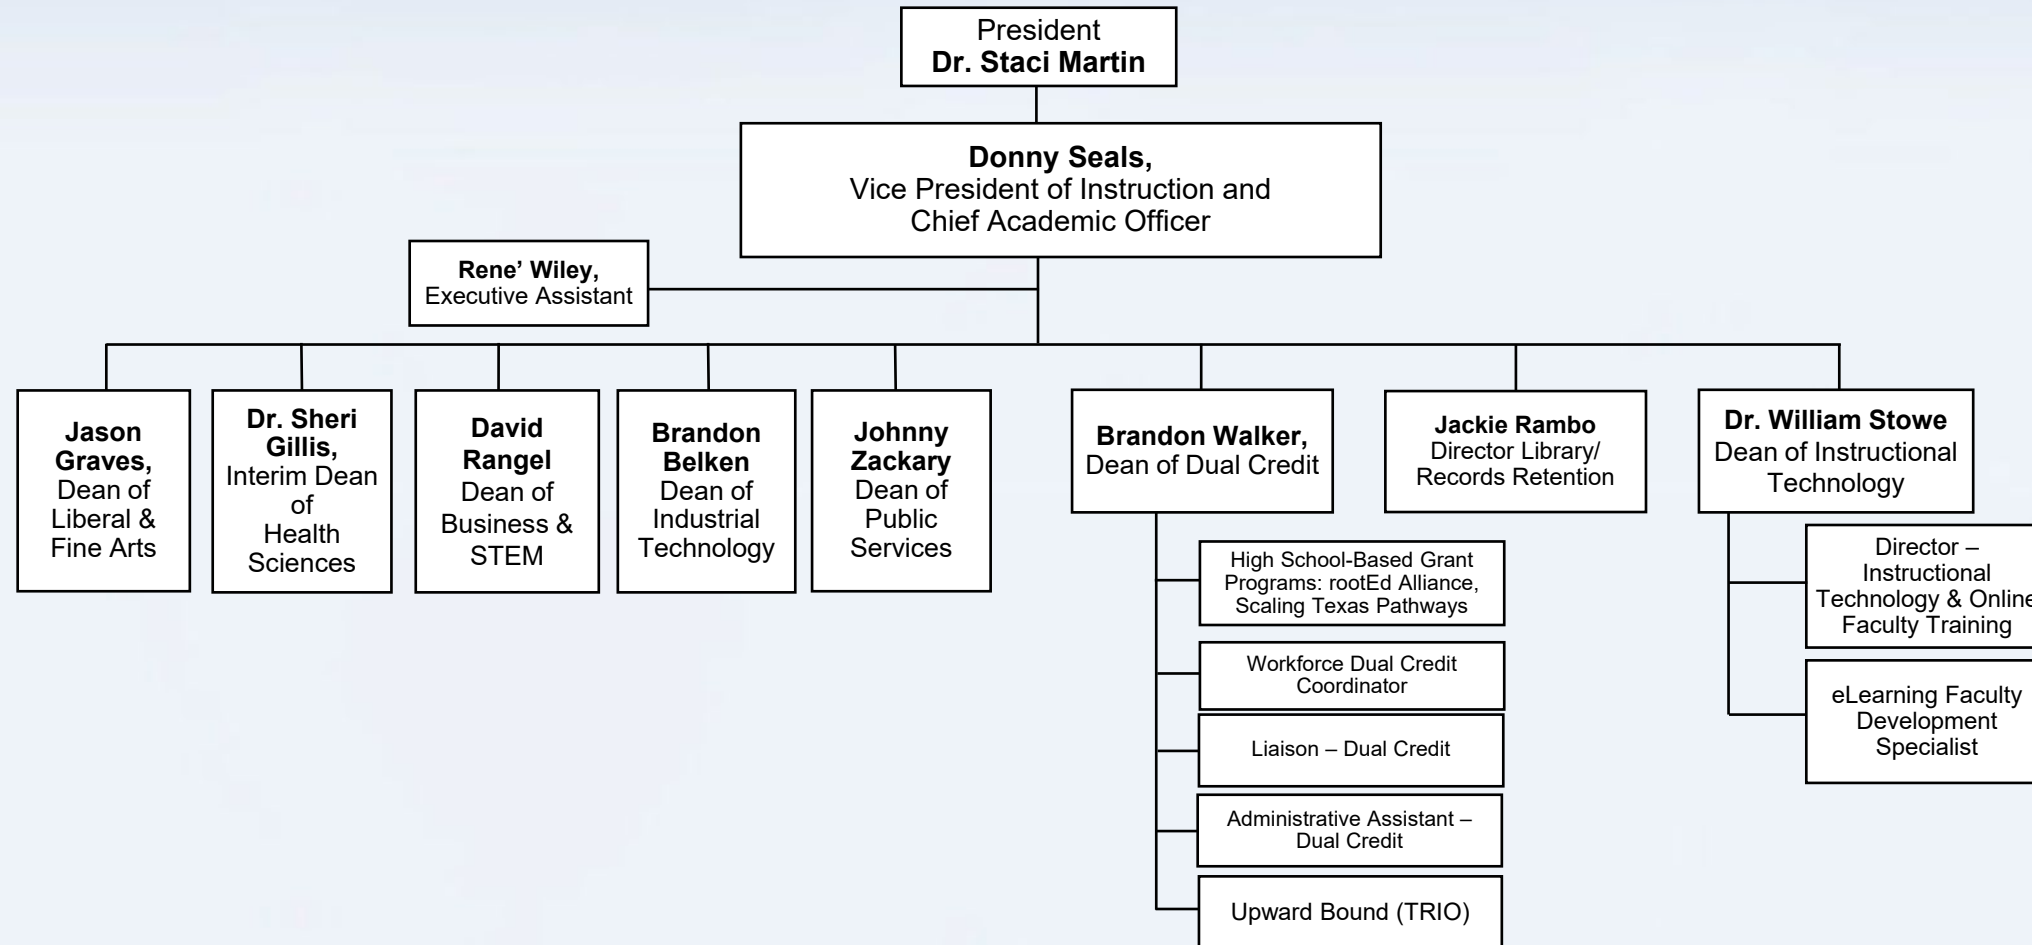 President
Dr. Staci Martin
Donny Seals,
Vice President of Instruction and
Chief Academic Officer
Rene’ Wiley,
Executive Assistant
Jason
Graves,
Dean of
Liberal &
Fine Arts
Dr. Sheri
Gillis,
Interim Dean
of
Health
Sciences
David
Rangel
Dean of
Business &
STEM
Brandon
Belken
Dean of
Industrial
Technology
Johnny
Zackary
Dean of
Public
Services
Brandon Walker,
Dean of Dual Credit
Jackie Rambo
Director Library/
Records Retention
Dr. William Stowe
Dean of Instructional
Technology
High School-Based Grant
Programs: rootEd Alliance,
Scaling Texas Pathways
Workforce Dual Credit
Coordinator
Liaison – Dual Credit
Administrative Assistant –
Dual Credit
Upward Bound (TRIO)
Director –
Instructional
Technology & Online
Faculty Training
eLearning Faculty
Development
Specialist